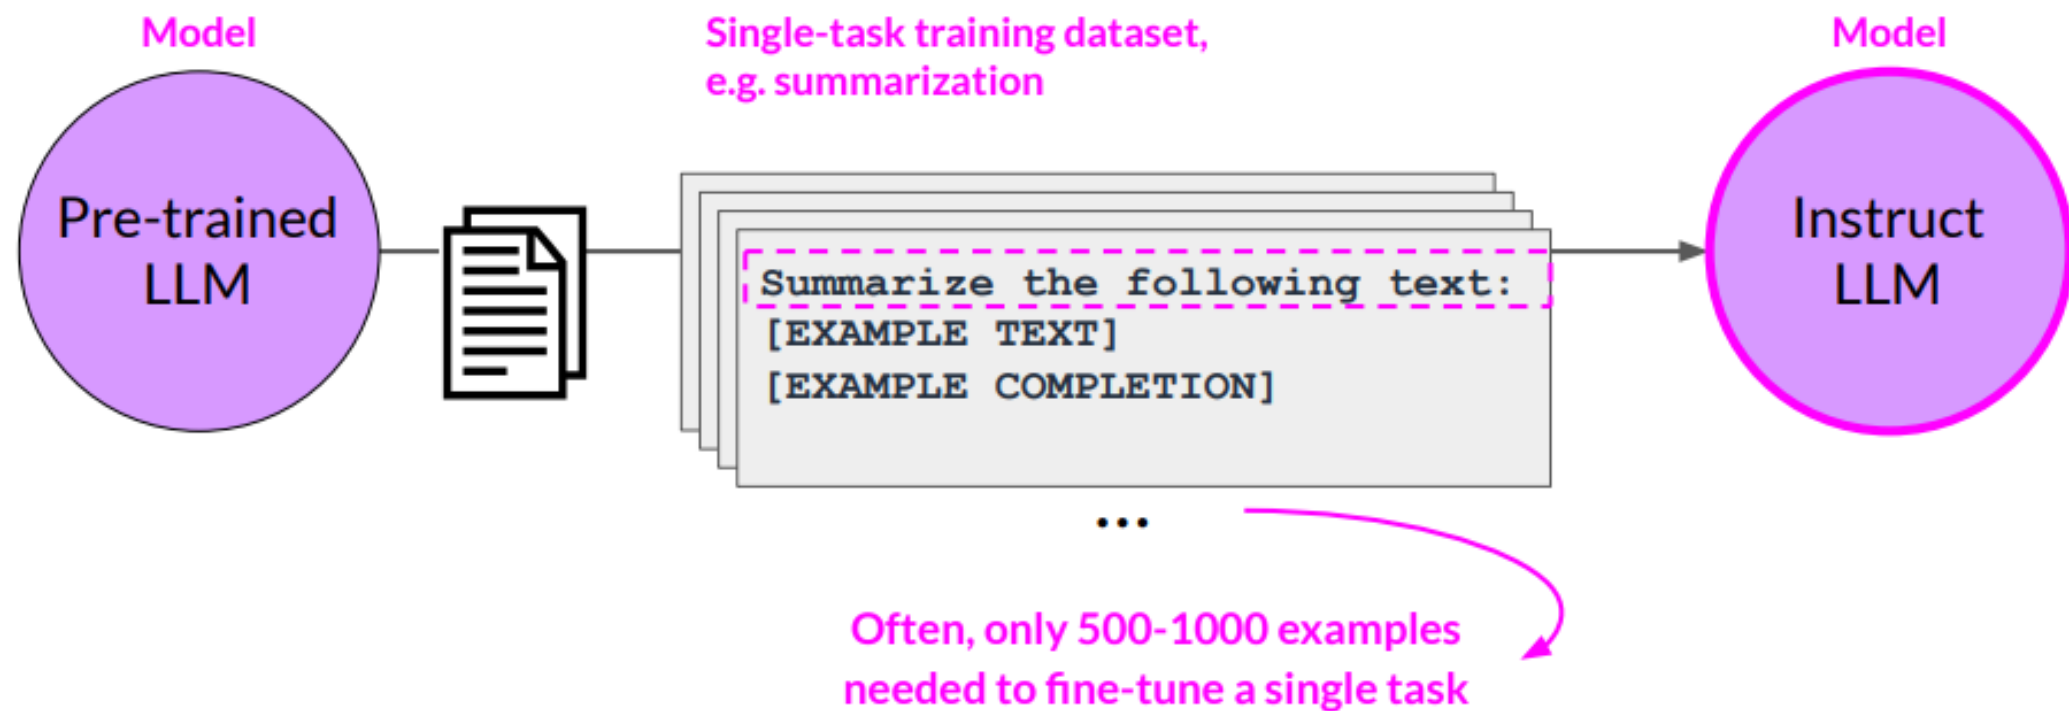 Model
Single-task training dataset,
e.g. summarization
Model
Pre-trained
LLM
Summarize the following text:
[EXAMPLE TEXT]
[EXAMPLE COMPLETION]
...
Instruct
LLM
Often, only 500-1000 examples
needed to fine-tune a single task